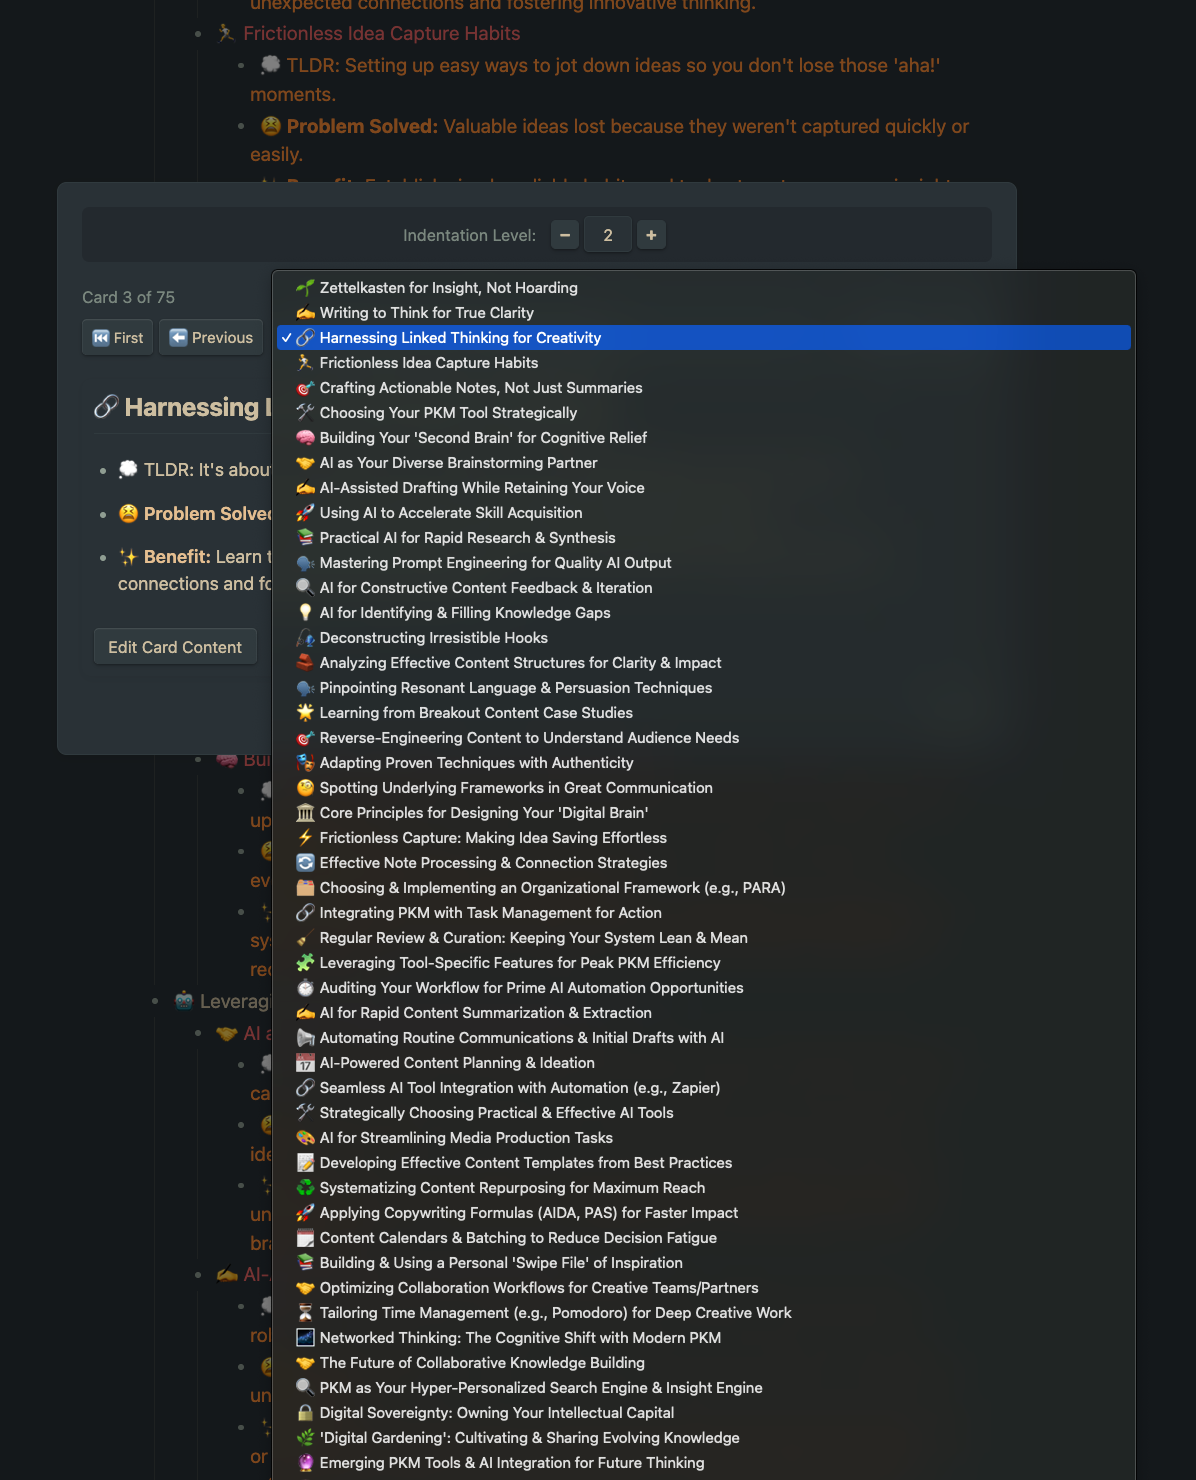 unexpected connections and fostering innovative thinking.
Frictionless Idea Capture Habits
TLDR: Setting up easy ways to jot down ideas so you don't lose those 'aha!'
moments.
Problem Solved: Valuable ideas lost because they weren't captured quickly or
easily.
Indentation Level: − 2 +
Card 3 of 75
First
Previous
Harnessing L
TLDR: It's abou
Problem Solve
Benefit: Learn t
connections and fo
Edit Card Content
Zettelkasten for Insight, Not Hoarding
Writing to Think for True Clarity
✓ Harnessing Linked Thinking for Creativity
Frictionless Idea Capture Habits
Crafting Actionable Notes, Not Just Summaries
Choosing Your PKM Tool Strategically
Building Your 'Second Brain' for Cognitive Relief
AI as Your Diverse Brainstorming Partner
AI-Assisted Drafting While Retaining Your Voice
Using AI to Accelerate Skill Acquisition
Practical AI for Rapid Research & Synthesis
Mastering Prompt Engineering for Quality AI Output
AI for Constructive Content Feedback & Iteration
AI for Identifying & Filling Knowledge Gaps
Deconstructing Irresistible Hooks
Analyzing Effective Content Structures for Clarity & Impact
Pinpointing Resonant Language & Persuasion Techniques
Learning from Breakout Content Case Studies
Reverse-Engineering Content to Understand Audience Needs
Adapting Proven Techniques with Authenticity
Spotting Underlying Frameworks in Great Communication
Core Principles for Designing Your 'Digital Brain'
Frictionless Capture: Making Idea Saving Effortless
Effective Note Processing & Connection Strategies
Choosing & Implementing an Organizational Framework (e.g., PARA)
Integrating PKM with Task Management for Action
Regular Review & Curation: Keeping Your System Lean & Mean
Leveraging Tool-Specific Features for Peak PKM Efficiency
Auditing Your Workflow for Prime AI Automation Opportunities
AI for Rapid Content Summarization & Extraction
Automating Routine Communications & Initial Drafts with AI
AI-Powered Content Planning & Ideation
Seamless AI Tool Integration with Automation (e.g., Zapier)
Strategically Choosing Practical & Effective AI Tools
AI for Streamlining Media Production Tasks
Developing Effective Content Templates from Best Practices
Systematizing Content Repurposing for Maximum Reach
Applying Copywriting Formulas (AIDA, PAS) for Faster Impact
Content Calendars & Batching to Reduce Decision Fatigue
Building & Using a Personal 'Swipe File' of Inspiration
Optimizing Collaboration Workflows for Creative Teams/Partners
Tailoring Time Management (e.g., Pomodoro) for Deep Creative Work
Networked Thinking: The Cognitive Shift with Modern PKM
The Future of Collaborative Knowledge Building
PKM as Your Hyper-Personalized Search Engine & Insight Engine
Digital Sovereignty: Owning Your Intellectual Capital
'Digital Gardening': Cultivating & Sharing Evolving Knowledge
Emerging PKM Tools & AI Integration for Future Thinking
Bui
up
ev
sy
rec
Leveragi
AI a
ca
ide
un
bra
AI-
rol
un
or